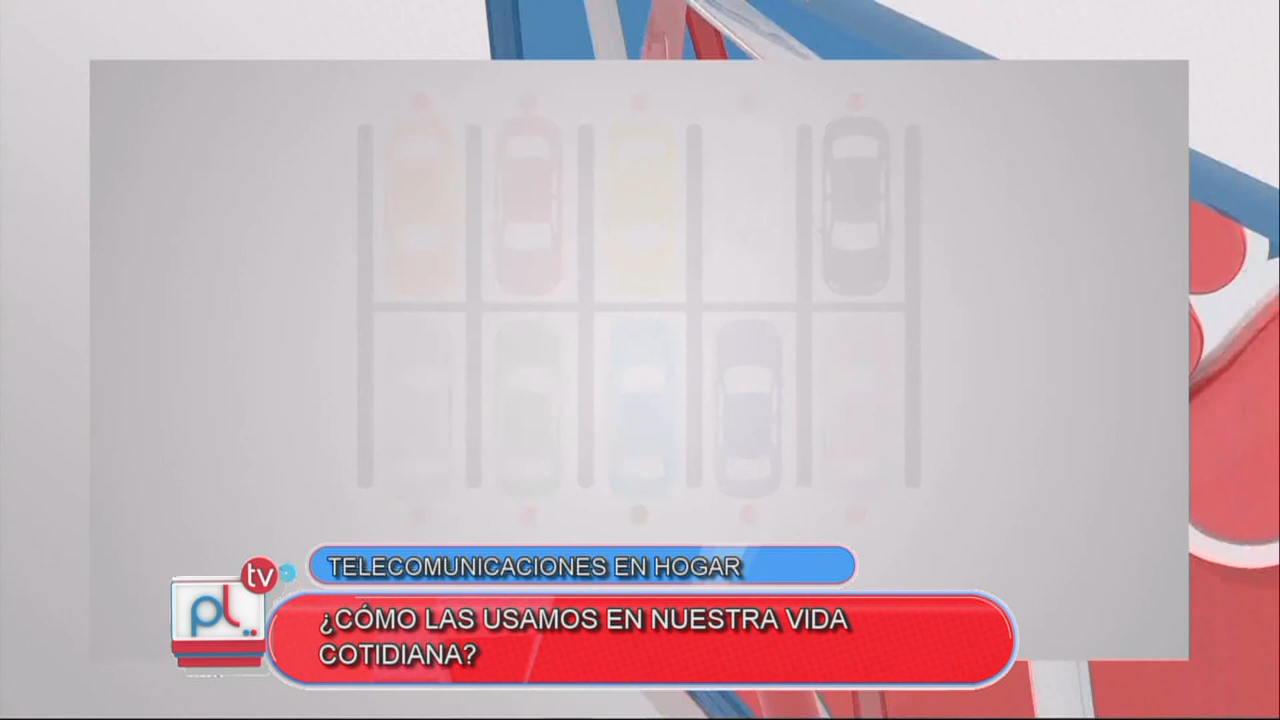 TELECOMUNICACIONES EN HOGAR
tv
pl
¿CÓMO LAS USAMOS EN NUESTRA VIDA
COTIDIANA?